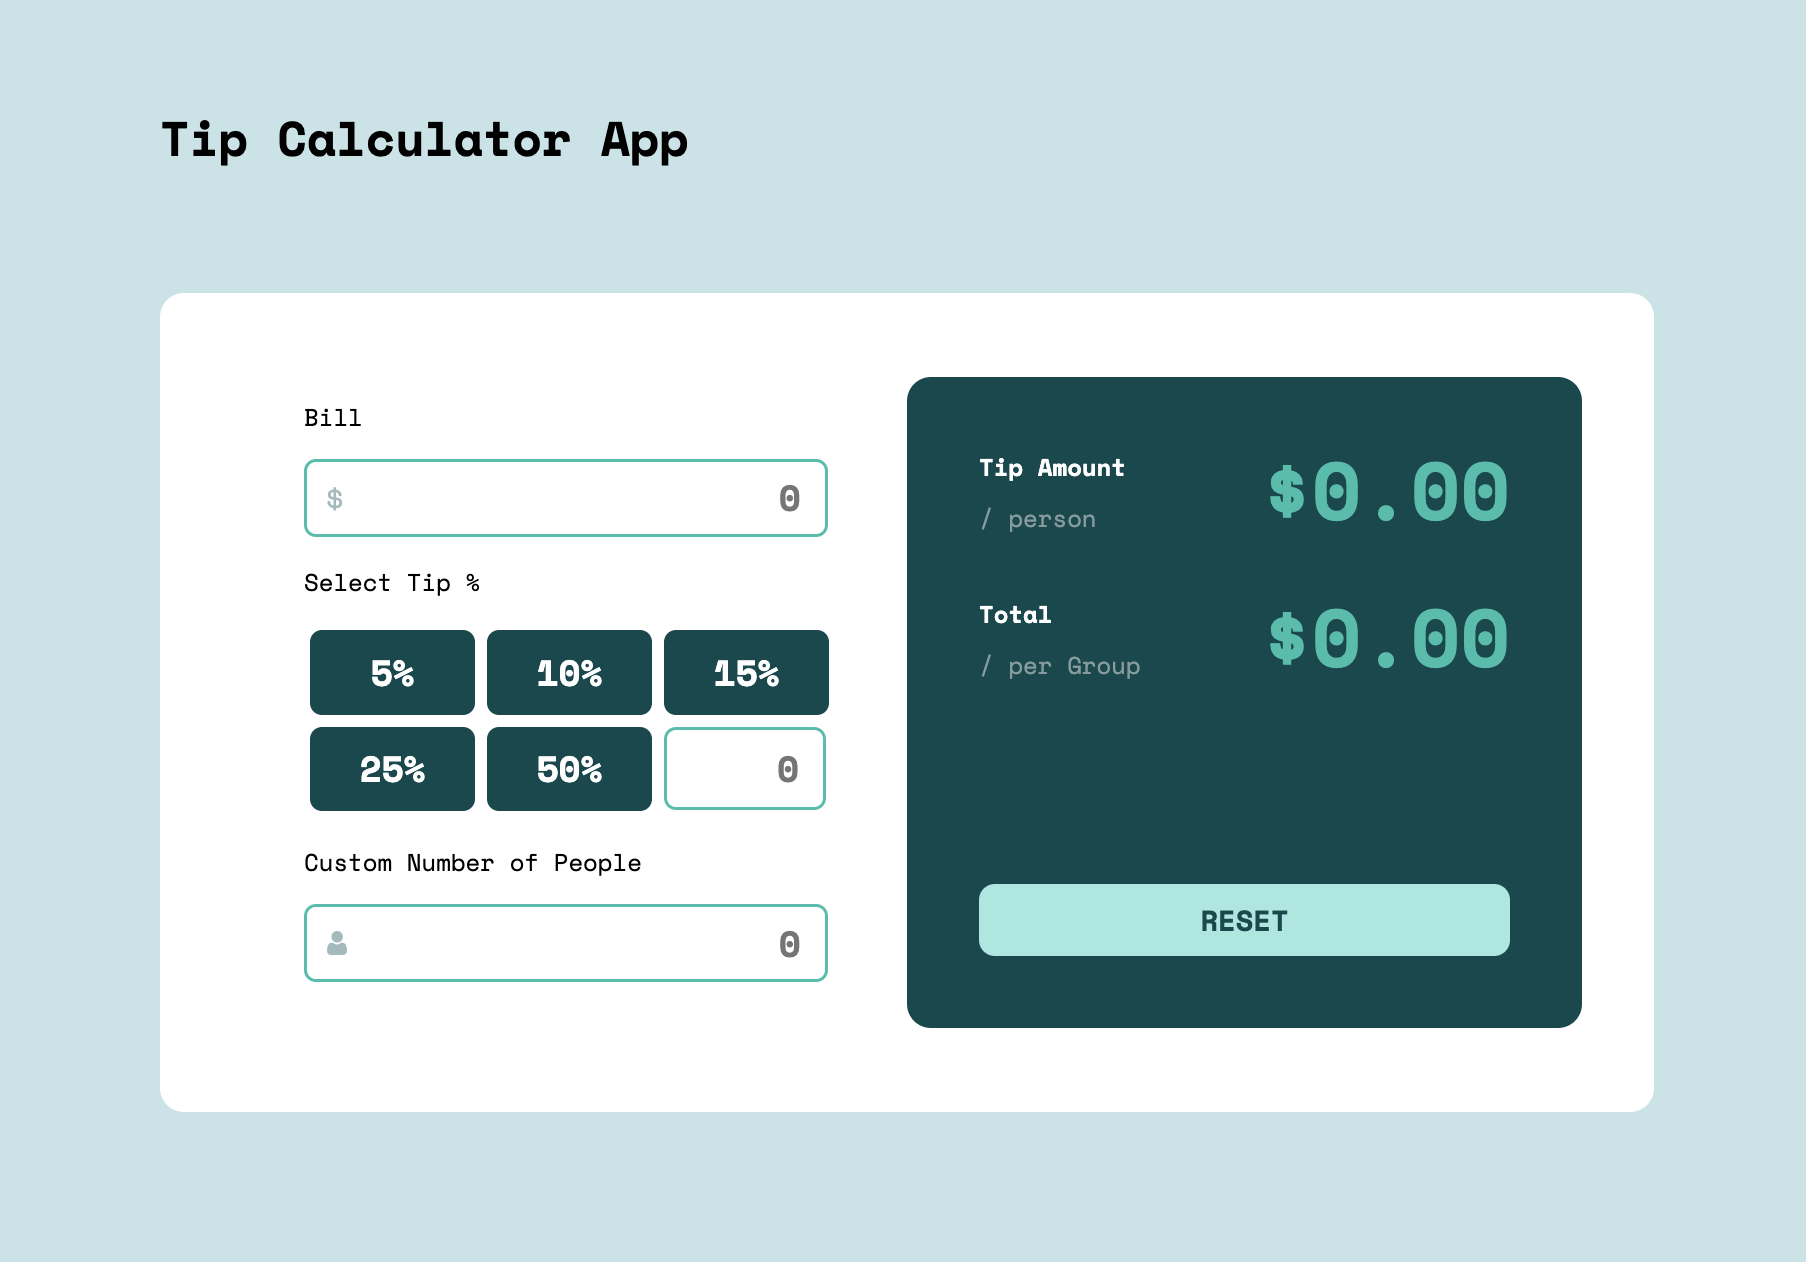 Tip Calculator App
Bill
$ 0
Select Tip %
5% 10% 15%
25% 50% 0
Custom Number of People
0
Tip Amount
/ person
$0.00
Total
/ per Group
$0.00
RESET